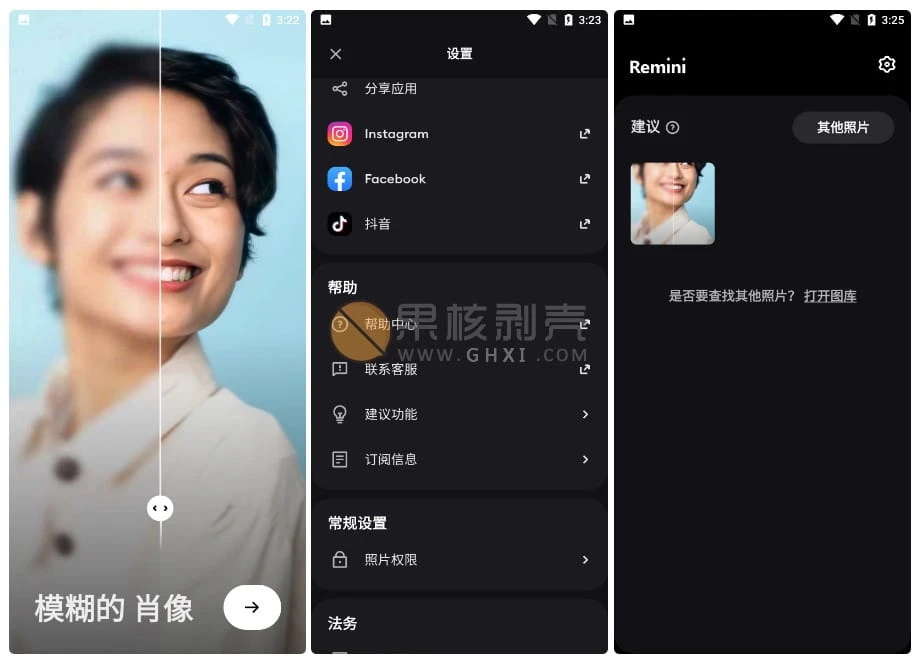 3:22
模糊的 肖像
3:23
设置
分享应用
Instagram
Facebook
抖音
帮助
帮助中心
联系客服
建议功能
订阅信息
常规设置
照片权限
法务
果核剥壳
WWW.GHXI.COM
3:25
Remini
建议
其他照片
是否要查找其他照片？ 打开图库